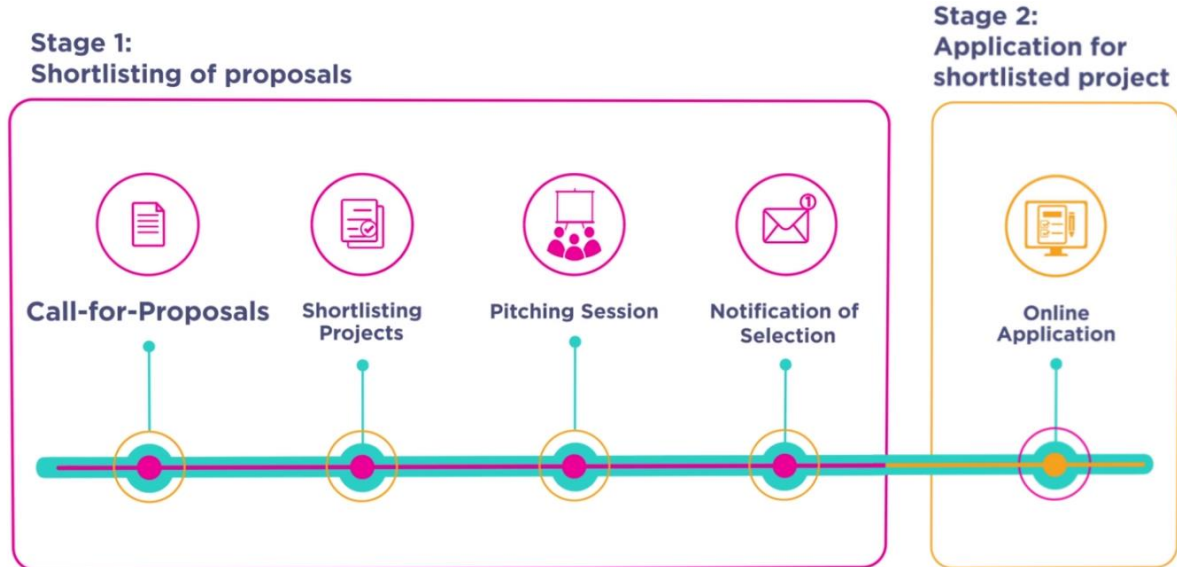 Stage 1:
Shortlisting of proposals
Stage 2:
Application for
shortlisted project
Call-for-Proposals
Shortlisting
Projects
Pitching Session
1
Notification of
Selection
Online
Application